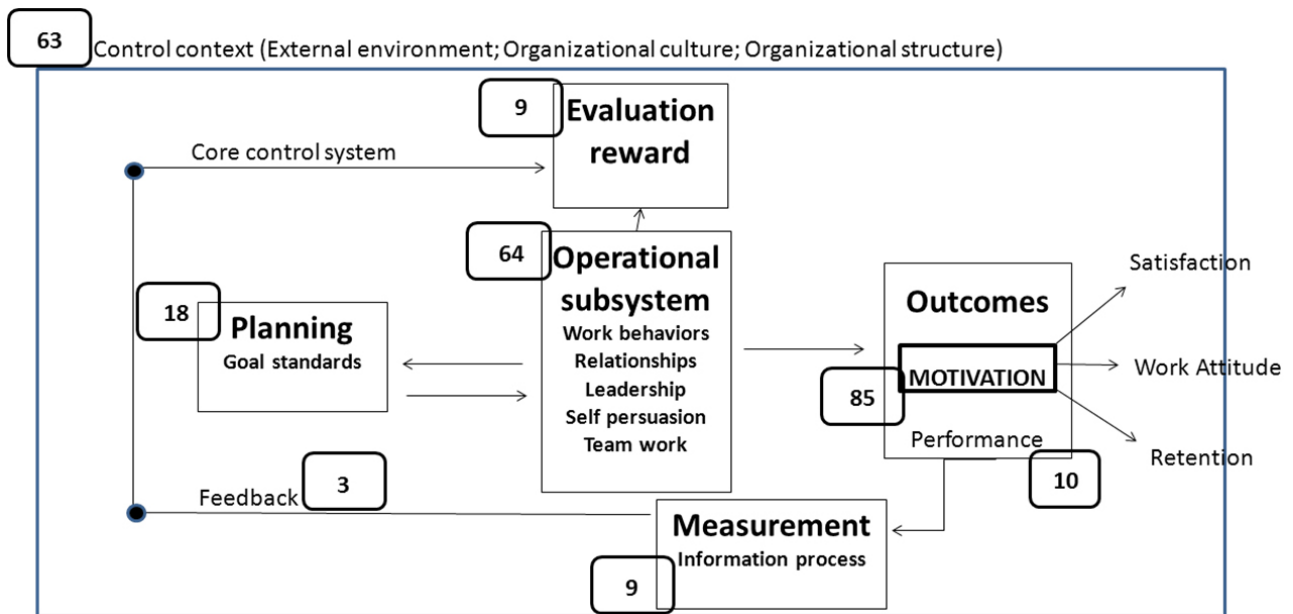 63
Control context (External environment; Organizational culture; Organizational structure)
9
Evaluation
reward
Core control system
64
Operational
subsystem
Work behaviors
Relationships
Leadership
Self persuasion
Team work
18
Planning
Goal standards
Outcomes
MOTIVATION
85
Performance
10
Satisfaction
Work Attitude
Retention
Feedback
3
Measurement
Information process
9